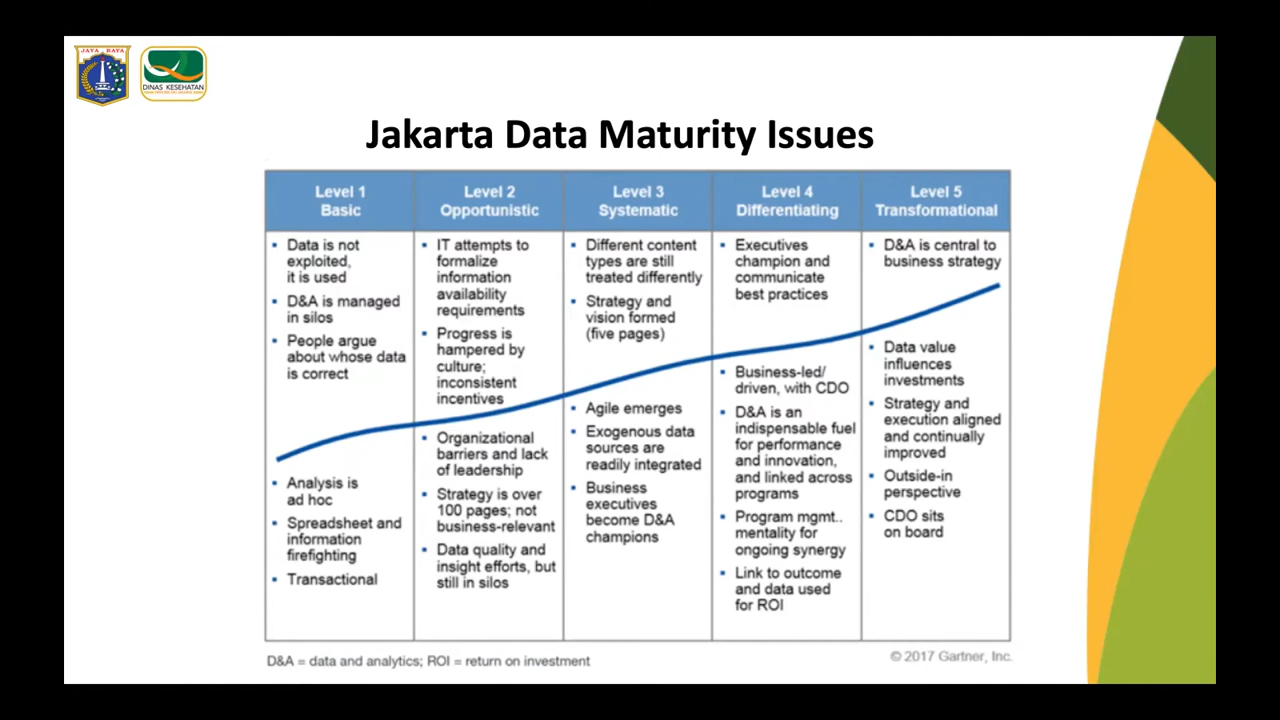 JAYA RAYA
DINAS KESEHATAN
Jakarta Data Maturity Issues
Level 1
Basic
▪ Data is not
exploited,
it is used
▪ D&A is managed
in silos
▪ People argue
about whose data
is correct
▪ Analysis is
ad hoc
▪ Spreadsheet and
information
firefighting
▪ Transactional
Level 2
Opportunistic
▪ IT attempts to
formalize
information
availability
requirements
▪ Progress is
hampered by
culture;
inconsistent
incentives
▪ Organizational
barriers and lack
of leadership
▪ Strategy is over
100 pages; not
business-relevant
▪ Data quality and
insight efforts, but
still in silos
Level 3
Systematic
▪ Different content
types are still
treated differently
▪ Strategy and
vision formed
(five pages)
▪ Agile emerges
▪ Exogenous data
sources are
readily integrated
▪ Business
executives
become D&A
champions
Level 4
Differentiating
▪ Executives
champion and
communicate
best practices
▪ Business-led/
driven, with CDO
▪ D&A is an
indispensable fuel
for performance
and innovation,
and linked across
programs
▪ Program mgmt..
mentality for
ongoing synergy
▪ Link to outcome
and data used
for ROI
Level 5
Transformational
▪ D&A is central to
business strategy
▪ Data value
influences
investments
▪ Strategy and
execution aligned
and continually
improved
▪ Outside-in
perspective
▪ CDO sits
on board
D&A = data and analytics; ROI = return on investment
© 2017 Gartner, Inc.